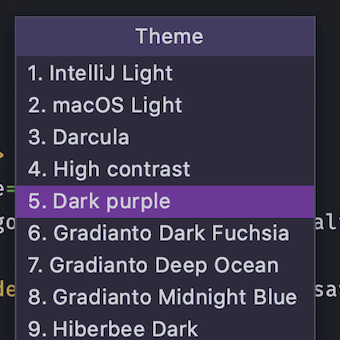 Theme
1. IntelliJ Light
2. macOS Light
3. Darcula
4. High contrast
5. Dark purple
6. Gradianto Dark Fuchsia
7. Gradianto Deep Ocean
8. Gradianto Midnight Blue
9. Hiberbee Dark